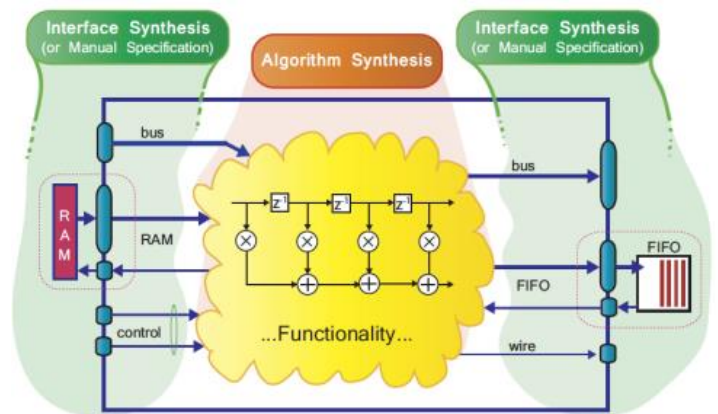 Interface Synthesis
(or Manual Specification)
Algorithm Synthesis
Interface Synthesis
(or Manual Specification)
bus
bus
RAM
RAM
z-1
z-1
z-1
×
×
×
×
+
+
+
FIFO
FIFO
control
...Functionality...
wire